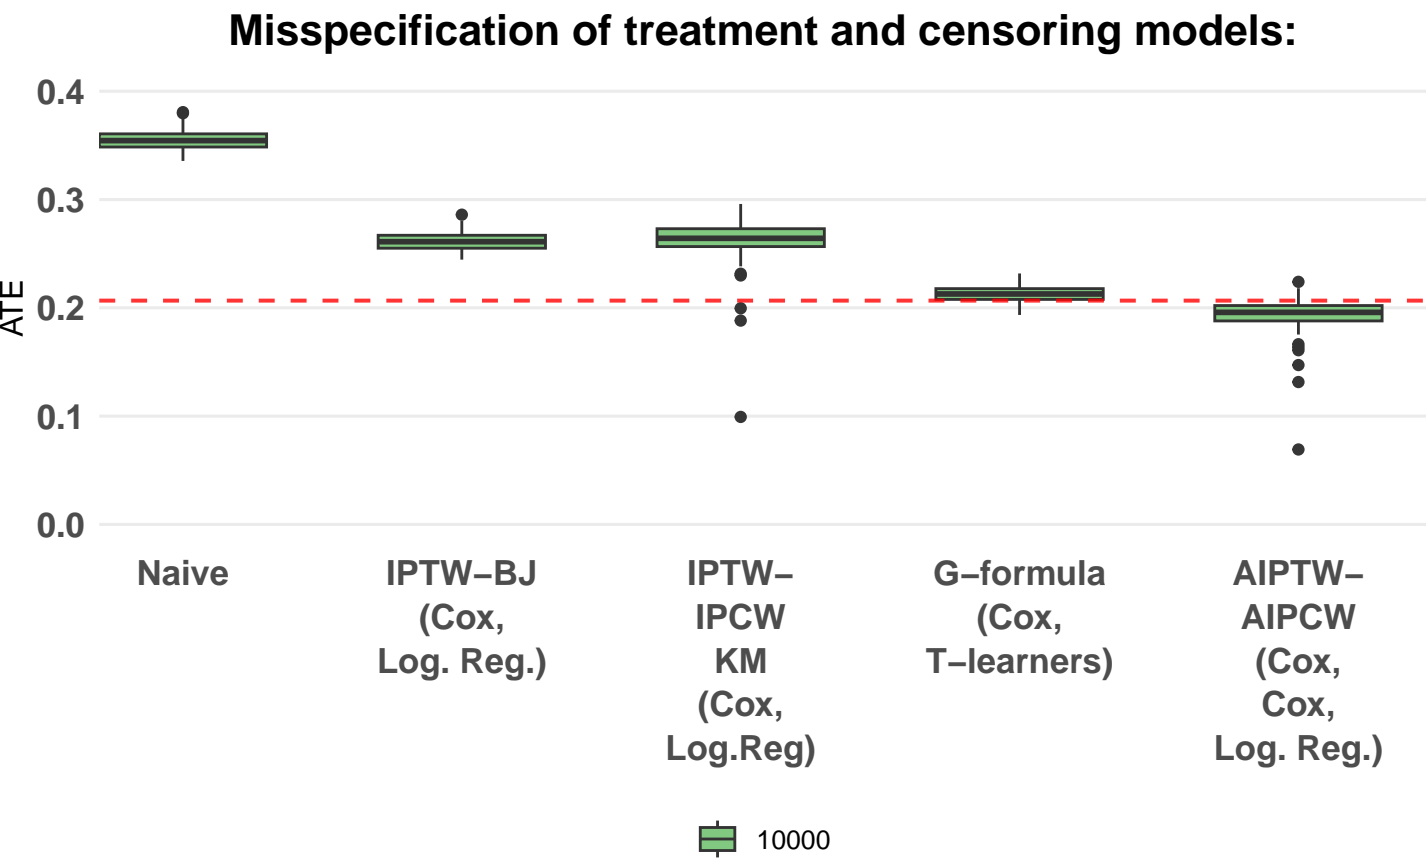 Misspecification of treatment and censoring models:
0.4
0.3
0.2
0.1
0.0
ATE
Naive
IPTW−BJ
(Cox,
Log. Reg.)
IPTW−
IPCW
KM
(Cox,
Log.Reg)
G−formula
(Cox,
T−learners)
AIPTW−
AIPCW
(Cox,
Cox,
Log. Reg.)
10000